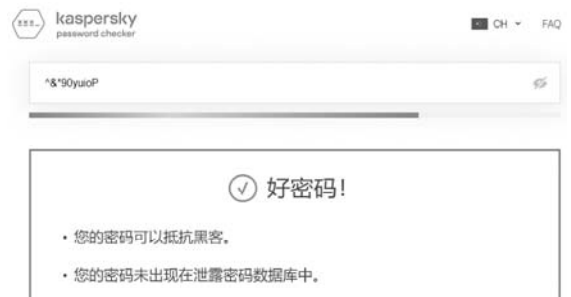 kaspersky
password checker
CH
FAQ
^&*90yuioP
好密码!
• 您的密码可以抵抗黑客。
• 您的密码未出现在泄露密码数据库中。